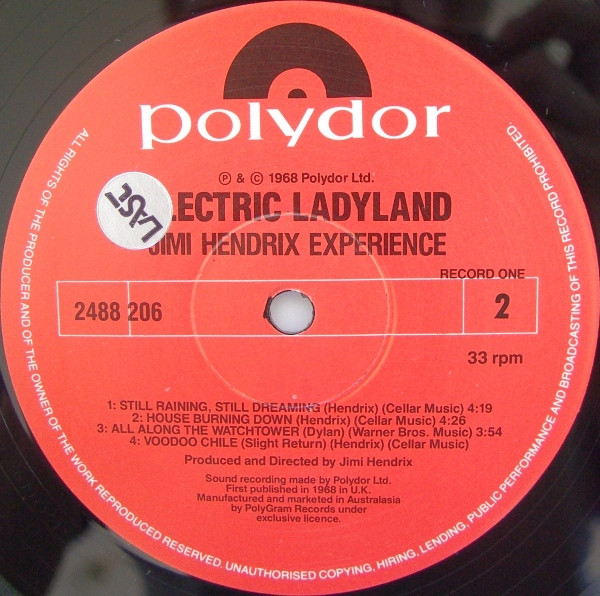 polydor
℗ & © 1968 Polydor Ltd.
LAST
LECTRIC LADYLAND
JIMI HENDRIX EXPERIENCE
RECORD ONE
2488 206
2
33 rpm
1: STILL RAINING, STILL DREAMING (Hendrix) (Cellar Music) 4:19
2: HOUSE BURNING DOWN (Hendrix) (Cellar Music) 4:26
3: ALL ALONG THE WATCHTOWER (Dylan) (Warner Bros. Music) 3:54
4: VOODOO CHILE (Slight Return) (Hendrix) (Cellar Music)
Produced and Directed by Jimi Hendrix
Sound recording made by Polydor Ltd.
First published in 1968 in U.K.
Manufactured and marketed in Australasia
by PolyGram Records under
exclusive licence.
ALL RIGHTS OF THE PRODUCER AND OF THE OWNER OF THE WORK REPRODUCED RESERVED. UNAUTHORISED COPYING, HIRING, LENDING, PUBLIC PERFORMANCE AND BROADCASTING OF THIS RECORD PROHIBITED.